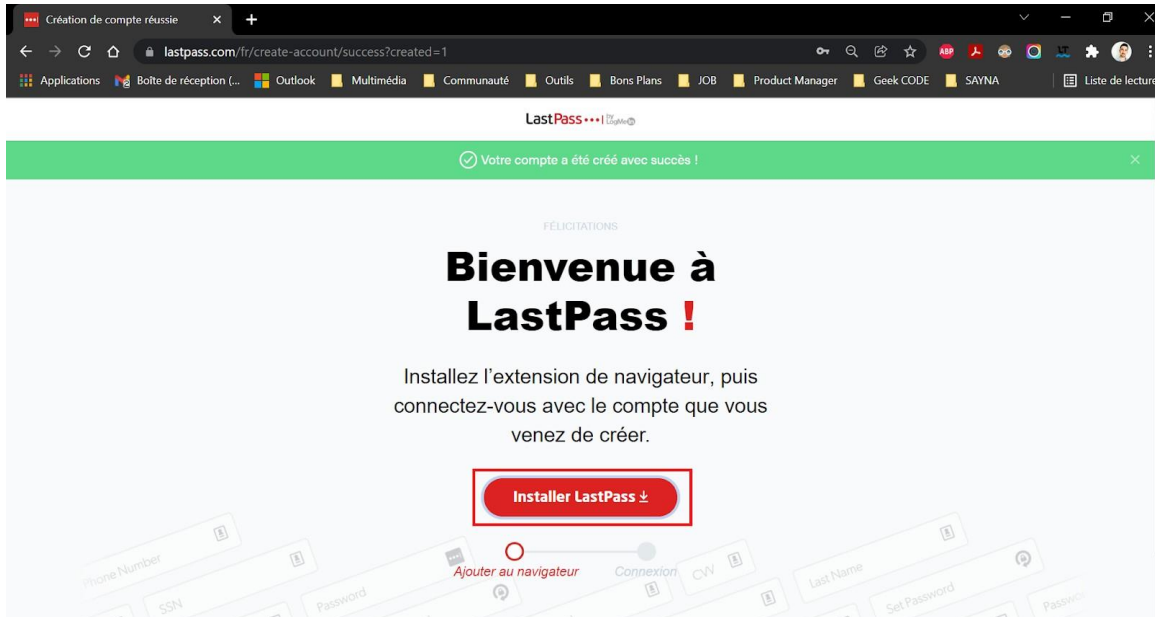 Création de compte réussie
lastpass.com/fr/create-account/success?created=1
ABP
Applications Boîte de réception (... Outlook Multimédia Communauté Outils Bons Plans JOB Product Manager Geek CODE SAYNA Liste de lecture
LastPass by LogMeIn
Votre compte a été créé avec succès !
FÉLICITATIONS
Bienvenue à
LastPass !
Installez l'extension de navigateur, puis
connectez-vous avec le compte que vous
venez de créer.
Installer LastPass
Ajouter au navigateur Connexion
Phone Number
SSN
Password
CVV
Last Name
Set Password